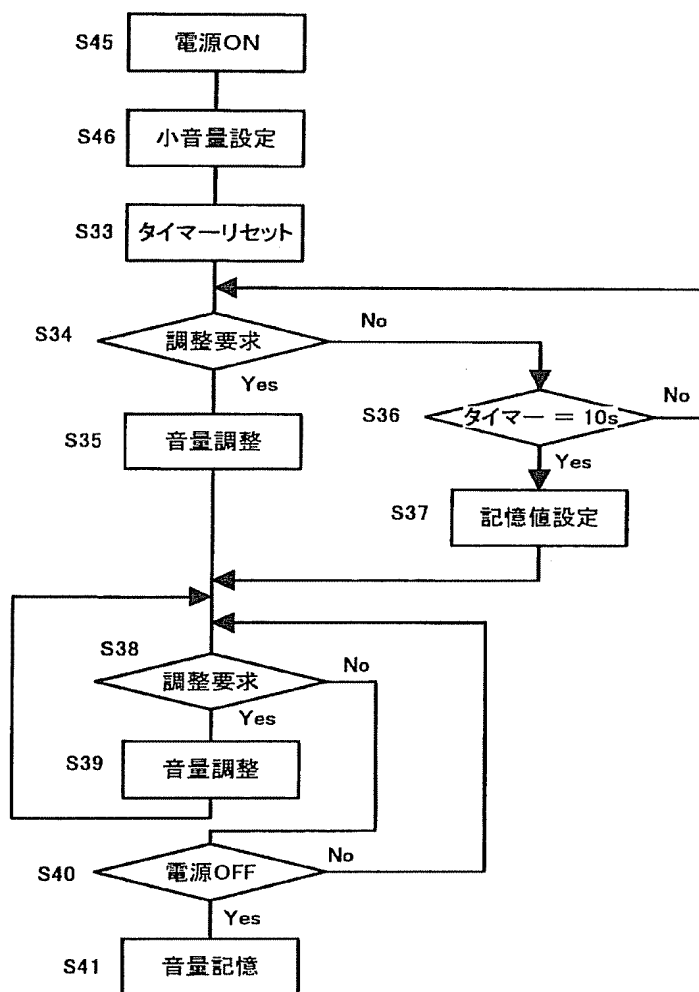 S45
電源ON
S46
小音量設定
S33
タイマーリセット
S34
調整要求
No
Yes
S36
タイマー = 10s
No
Yes
S35
音量調整
S37
記憶値設定
S38
調整要求
No
Yes
S39
音量調整
S40
電源OFF
No
Yes
S41
音量記憶